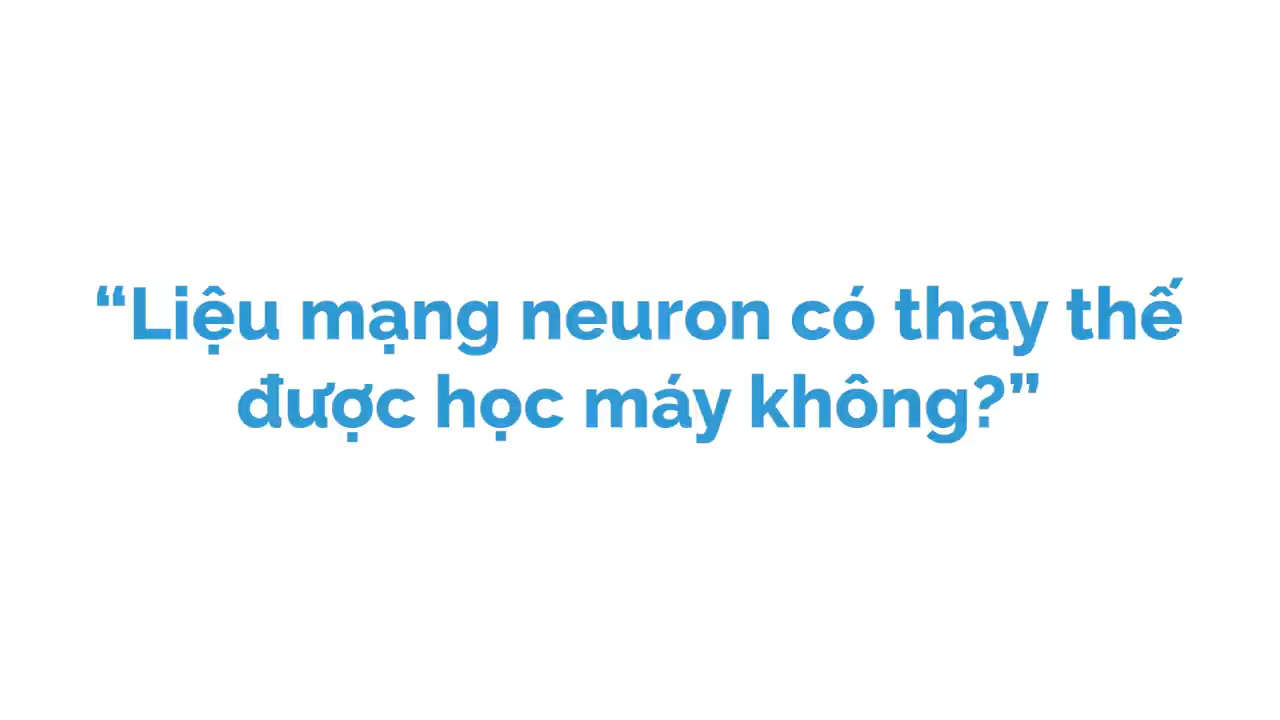 “Liệu mạng neuron có thay thế
được học máy không?”